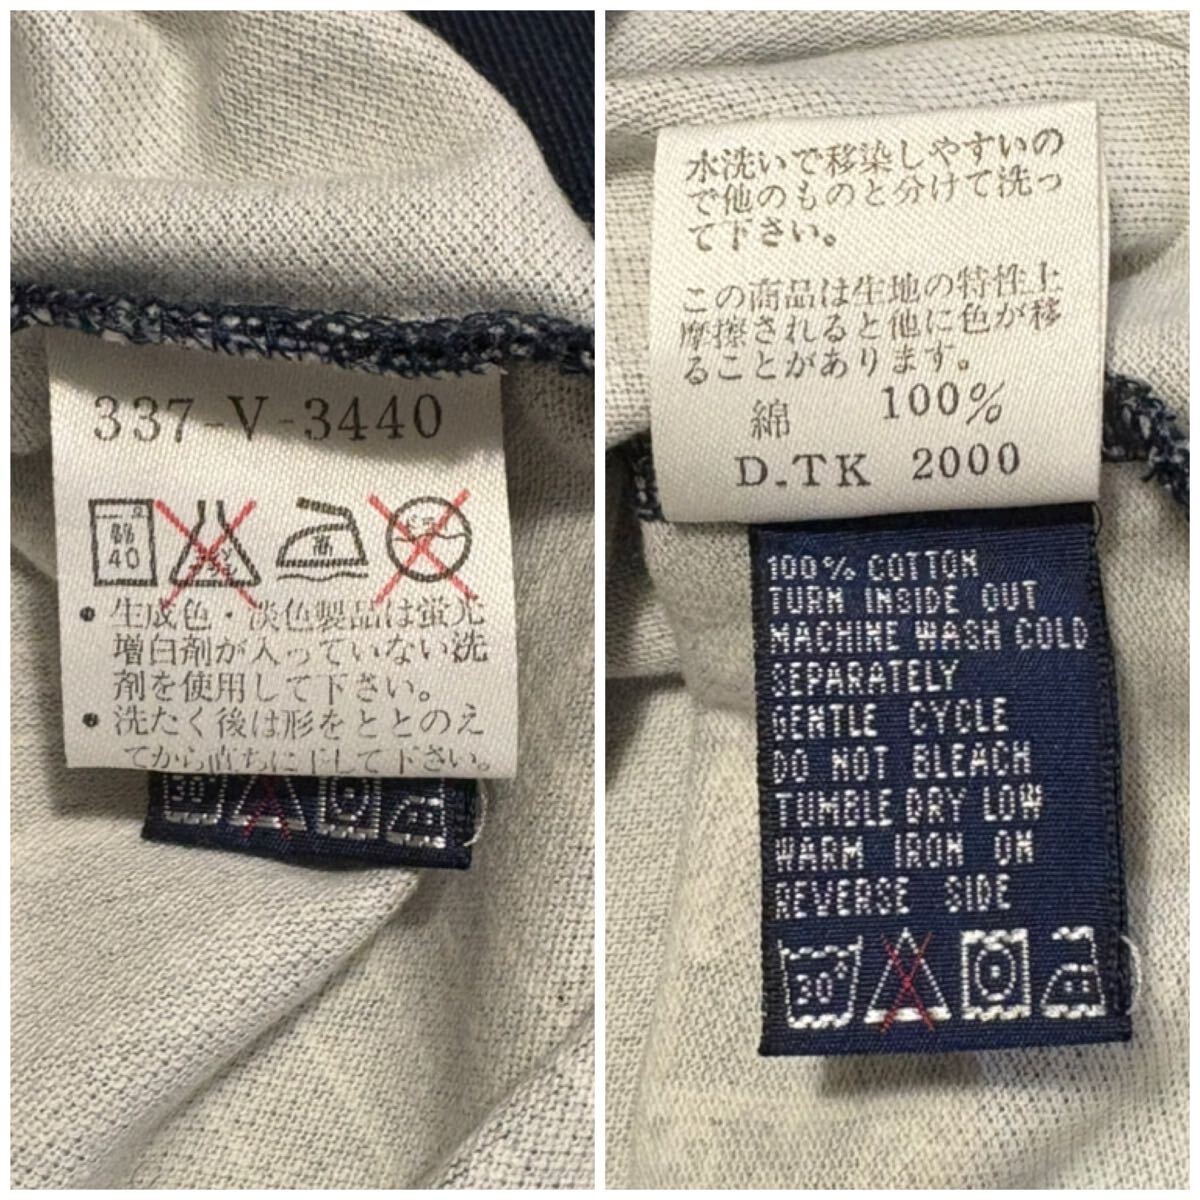 337-V-3440
弱
40
高
・生成色・淡色製品は蛍光
増白剤が入っていない洗
剤を使用して下さい。
・洗たく後は形をととのえ
てから直ちに干して下さい。
30°
水洗いで移染しやすいの
で他のものと分けて洗っ
て下さい。
この商品は生地の特性上
摩擦されると他に色が移
ることがあります。
綿 100%
D.TK 2000
100% COTTON
TURN INSIDE OUT
MACHINE WASH COLD
SEPARATELY
GENTLE CYCLE
DO NOT BLEACH
TUMBLE DRY LOW
WARM IRON ON
REVERSE SIDE
30°